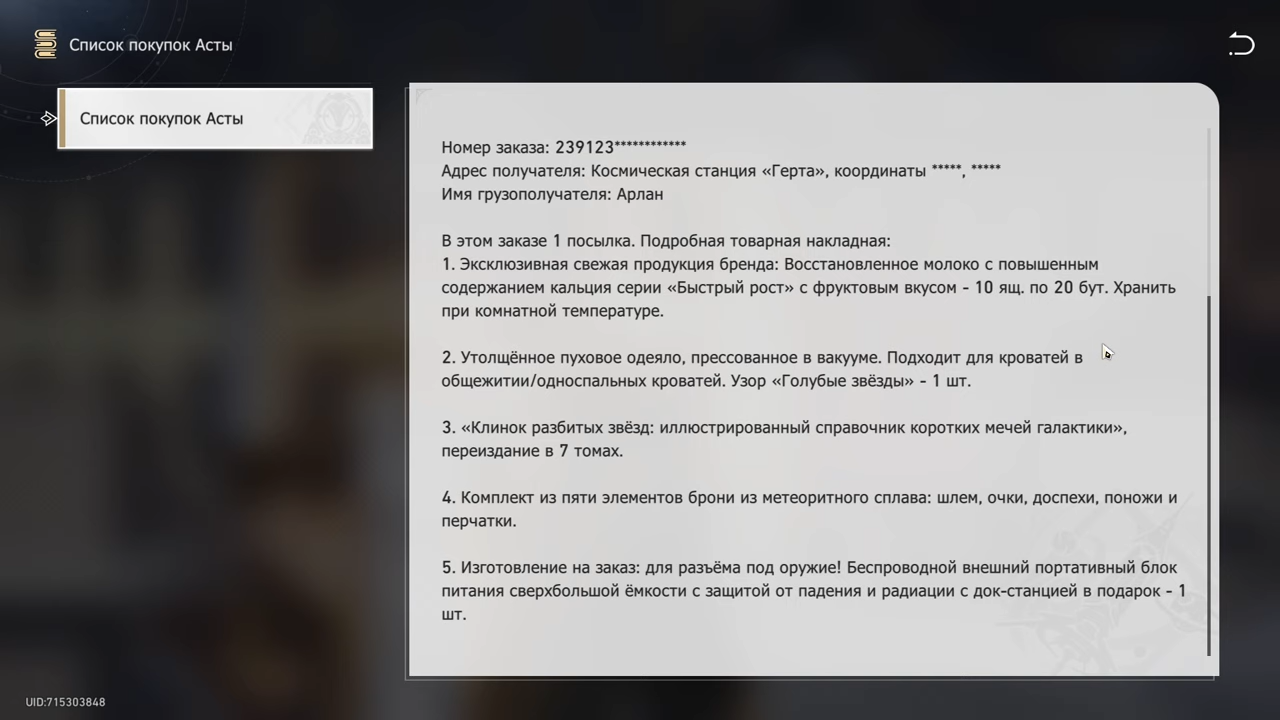 Список покупок Асты
Список покупок Асты
Номер заказа: 239123************
Адрес получателя: Космическая станция «Герта», координаты *****, *****
Имя грузополучателя: Арлан
В этом заказе 1 посылка. Подробная товарная накладная:
1. Эксклюзивная свежая продукция бренда: Восстановленное молоко с повышенным
содержанием кальция серии «Быстрый рост» с фруктовым вкусом - 10 ящ. по 20 бут. Хранить
при комнатной температуре.
2. Утолщённое пуховое одеяло, прессованное в вакууме. Подходит для кроватей в
общежитии/односпальных кроватей. Узор «Голубые звёзды» - 1 шт.
3. «Клинок разбитых звёзд: иллюстрированный справочник коротких мечей галактики»,
переиздание в 7 томах.
4. Комплект из пяти элементов брони из метеоритного сплава: шлем, очки, доспехи, поножи и
перчатки.
5. Изготовление на заказ: для разъёма под оружие! Беспроводной внешний портативный блок
питания сверхбольшой ёмкости с защитой от падения и радиации с док-станцией в подарок - 1
шт.
UID:715303848